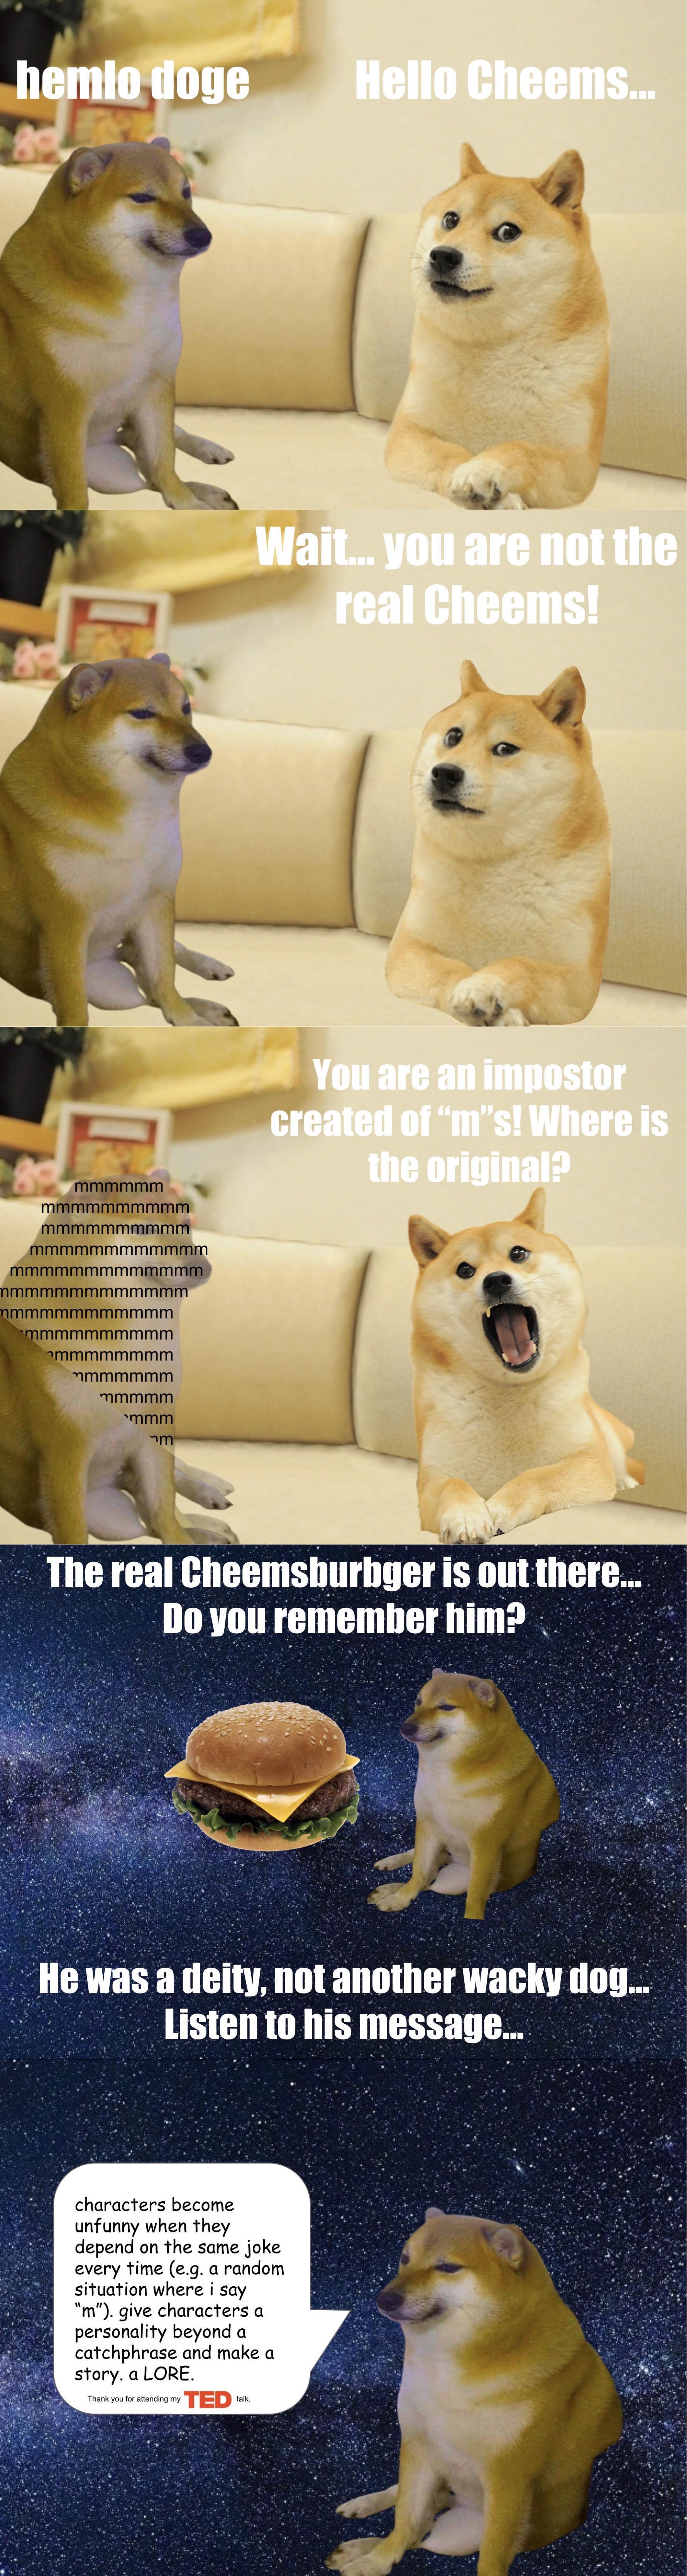 hemlo doge
Hello Cheems...
Wait... you are not the
real Cheems!
You are an impostor
created of “m”s! Where is
the original?
mmmmmm
mmmmmmmmmm
mmmmmmmmmm
mmmmmmmmmmmm
mmmmmmmmmmmmm
mmmmmmmmmmmmm
mmmmmmmmmmmm
mmmmmmmmmmm
mmmmmmmmm
mmmmmmm
mmmmm
mmm
mm
The real Cheemsburbger is out there...
Do you remember him?
He was a deity, not another wacky dog...
Listen to his message...
characters become
unfunny when they
depend on the same joke
every time (e.g. a random
situation where i say
“m”). give characters a
personality beyond a
catchphrase and make a
story. a LORE.
Thank you for attending my TED talk.